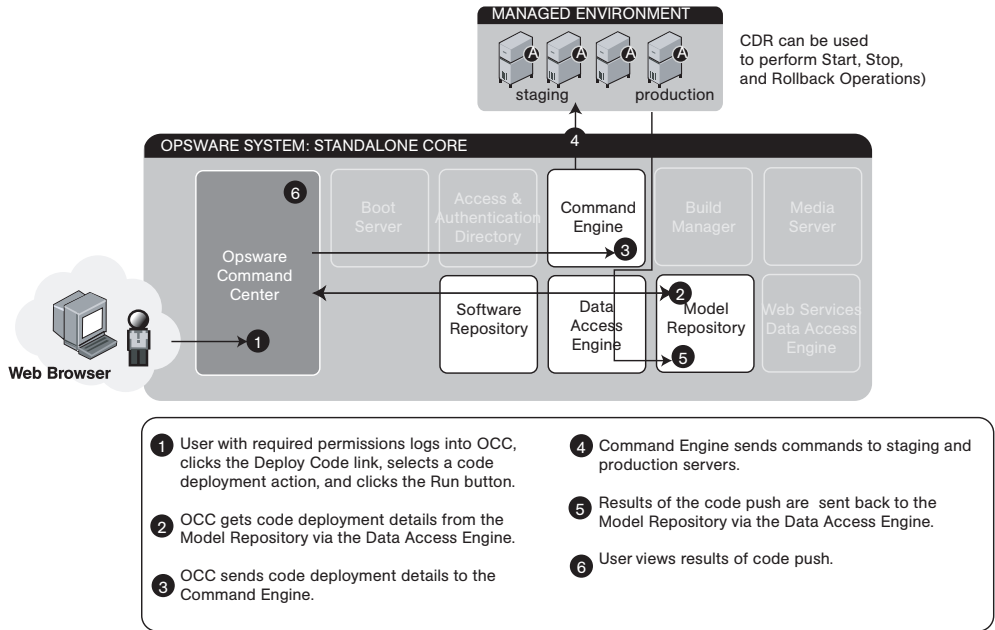 MANAGED ENVIRONMENT
A A A A
staging production
CDR can be used
to perform Start, Stop,
and Rollback Operations)
4
OPSWARE SYSTEM: STANDALONE CORE
6
Opsware
Command
Center
1
Boot
Server
Access &
Authentication
Directory
Command
Engine
3
Build
Manager
Media
Server
Software
Repository
Data
Access
Engine
2
Model
Repository
5
Web Services
Data Access
Engine
Web Browser
1 User with required permissions logs into OCC,
clicks the Deploy Code link, selects a code
deployment action, and clicks the Run button.
2 OCC gets code deployment details from the
Model Repository via the Data Access Engine.
3 OCC sends code deployment details to the
Command Engine.
4 Command Engine sends commands to staging and
production servers.
5 Results of the code push are sent back to the
Model Repository via the Data Access Engine.
6 User views results of code push.